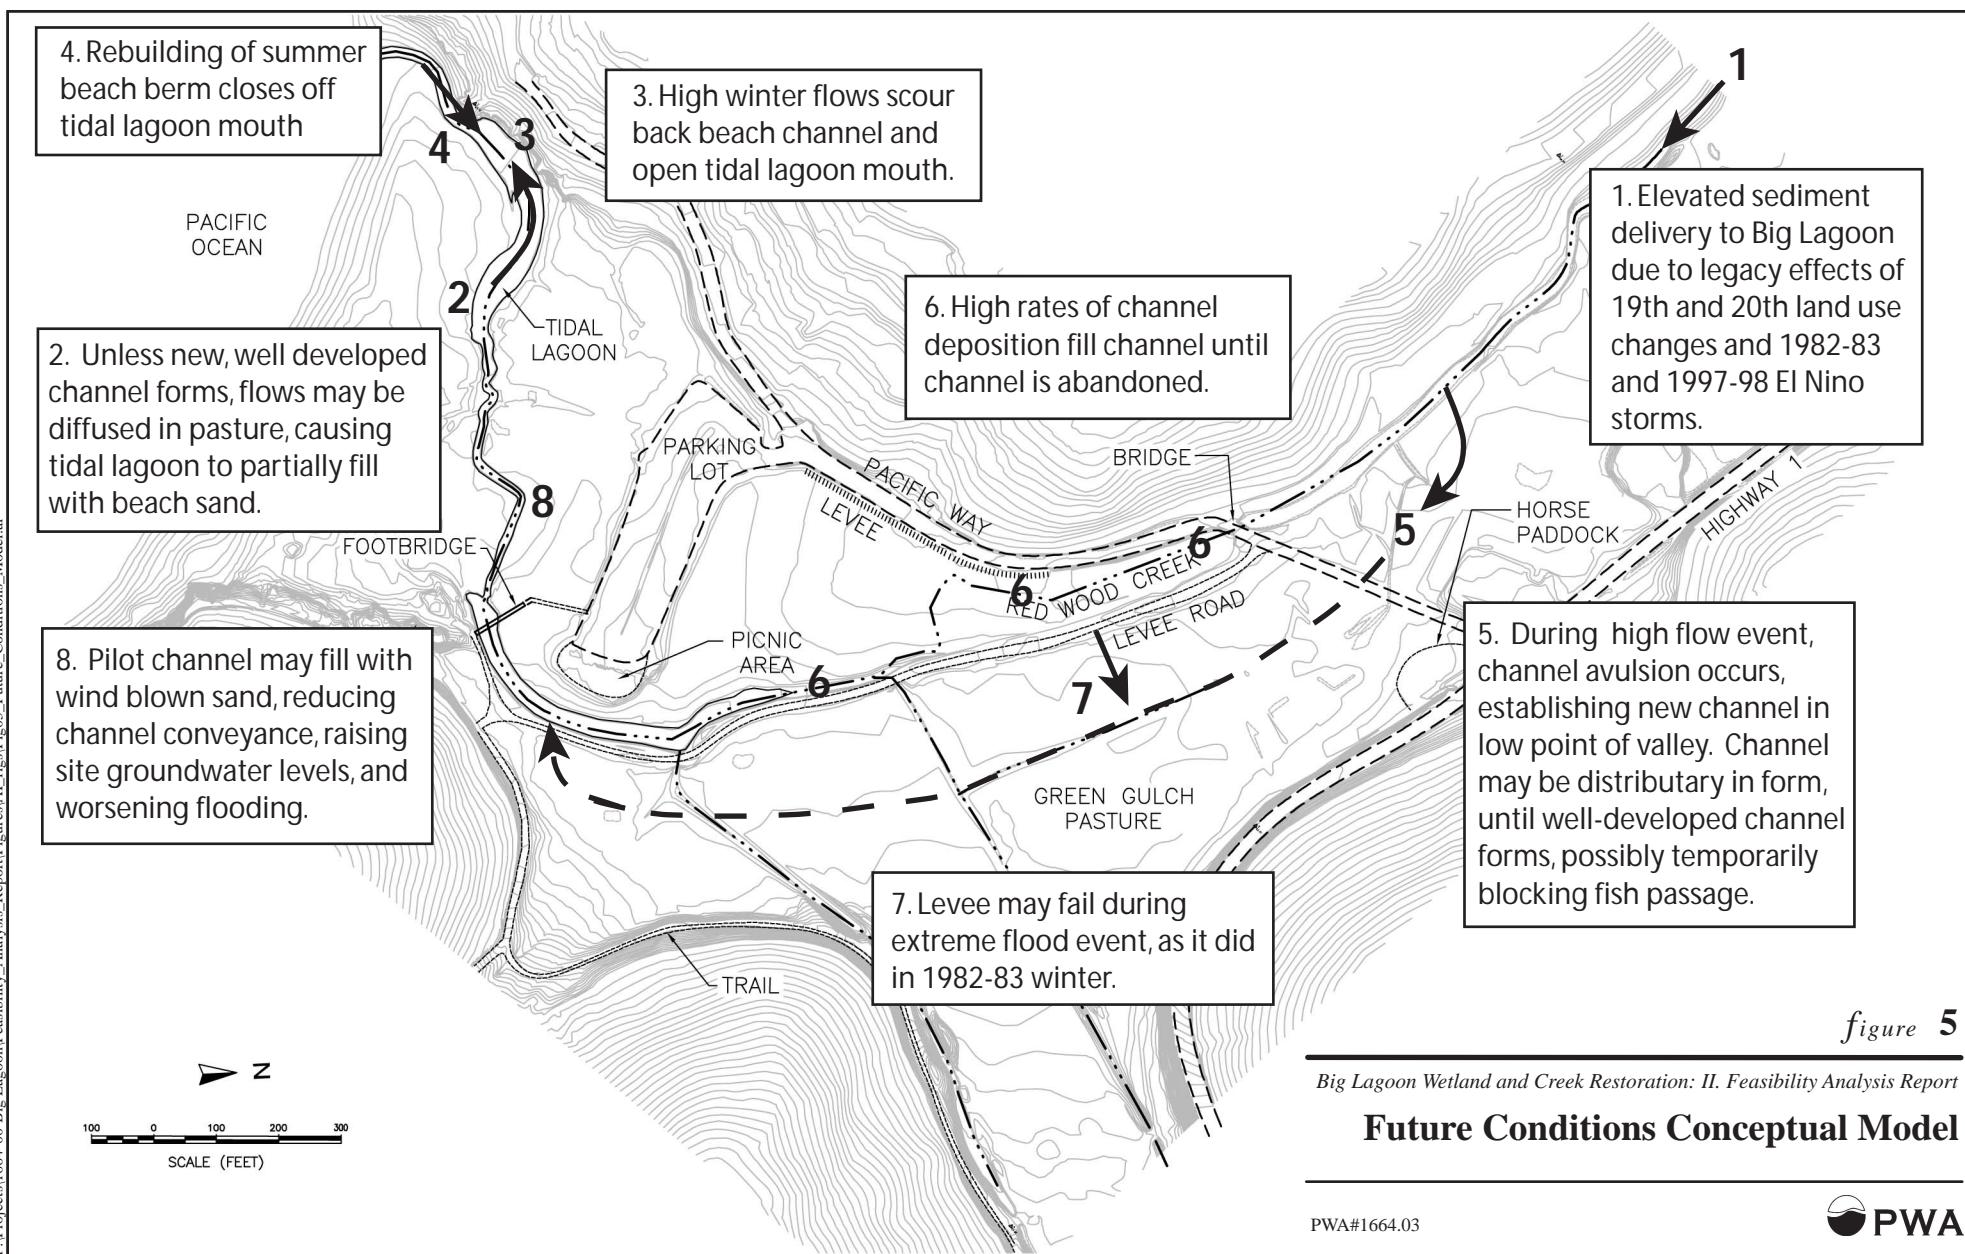 4. Rebuilding of summer
beach berm closes off
tidal lagoon mouth
3. High winter flows scour
back beach channel and
open tidal lagoon mouth.
1
1. Elevated sediment
delivery to Big Lagoon
due to legacy effects of
19th and 20th land use
changes and 1982-83
and 1997-98 El Nino
storms.
4
3
PACIFIC
OCEAN
2
TIDAL
LAGOON
6. High rates of channel
deposition fill channel until
channel is abandoned.
2. Unless new, well developed
channel forms, flows may be
diffused in pasture, causing
tidal lagoon to partially fill
with beach sand.
PARKING
LOT
PACIFIC WAY
LEVEE
BRIDGE
HIGHWAY 1
8
5
HORSE
PADDOCK
FOOTBRIDGE
6
6
RED WOOD CREEK
LEVEE ROAD
8. Pilot channel may fill with
wind blown sand, reducing
channel conveyance, raising
site groundwater levels, and
worsening flooding.
PICNIC
AREA
6
7
5. During high flow event,
channel avulsion occurs,
establishing new channel in
low point of valley. Channel
may be distributary in form,
until well-developed channel
forms, possibly temporarily
blocking fish passage.
GREEN GULCH
PASTURE
7. Levee may fail during
extreme flood event, as it did
in 1982-83 winter.
TRAIL
N
100 0 100 200 300
SCALE (FEET)
figure 5
Big Lagoon Wetland and Creek Restoration: II. Feasibility Analysis Report
Future Conditions Conceptual Model
PWA#1664.03
PWA